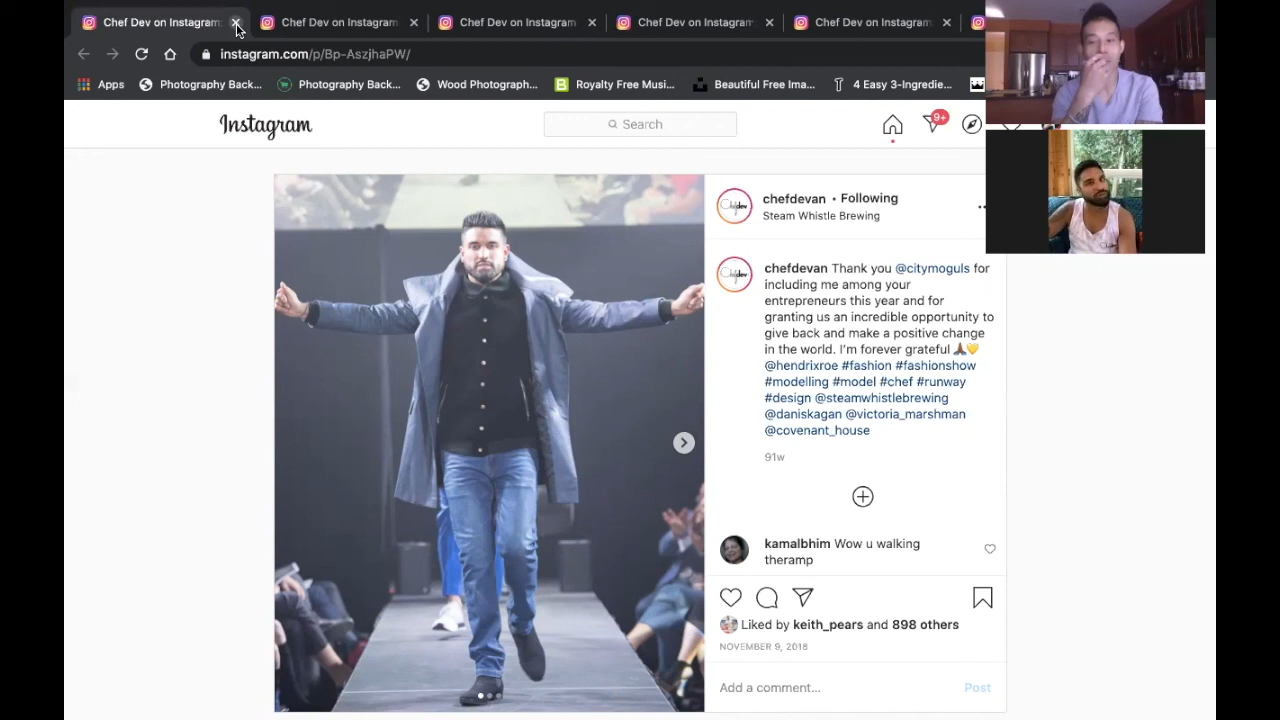 Chef Dev on Instagram
Chef Dev on Instagram
Chef Dev on Instagram
Chef Dev on Instagram
Chef Dev on Instagram
instagram.com/p/Bp-AszjhaPW/
Apps
Photography Back...
Photography Back...
Wood Photograph...
Royalty Free Musi...
Beautiful Free Ima...
4 Easy 3-Ingredie...
Instagram
Search
9+
chefdevan • Following
Steam Whistle Brewing
chefdevan Thank you @citymoguls for
including me among your
entrepreneurs this year and for
granting us an incredible opportunity to
give back and make a positive change
in the world. I'm forever grateful 🙏🏾💛
@hendrixroe #fashion #fashionshow
#modelling #model #chef #runway
#design @steamwhistlebrewing
@daniskagan @victoria_marshman
@covenant_house
91w
kamalbhim Wow u walking
theramp
Liked by keith_pears and 898 others
NOVEMBER 9, 2018
Add a comment...
Post